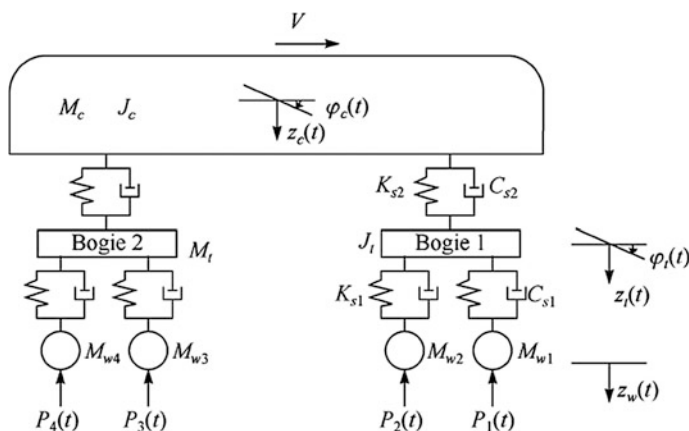 V
M_c J_c φ_c(t)
z_c(t)
K_s2 C_s2
Bogie 2 M_t J_t Bogie 1 φ_t(t)
z_t(t)
K_s1 C_s1
M_w4 M_w3 M_w2 M_w1
z_w(t)
P_4(t) P_3(t) P_2(t) P_1(t)